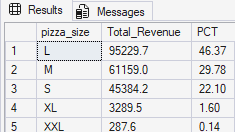 Results Messages
pizza_size Total_Revenue PCT
1 L 95229.7 46.37
2 M 61159.0 29.78
3 S 45384.2 22.10
4 XL 3289.5 1.60
5 XXL 287.6 0.14